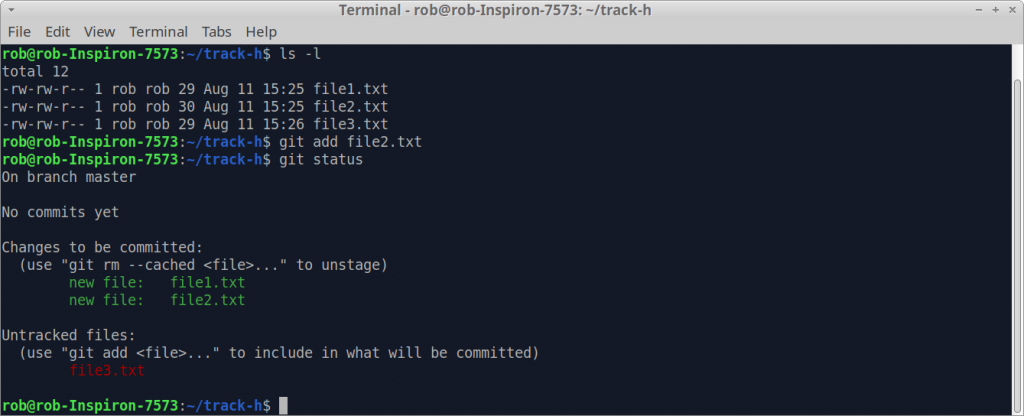 Terminal - rob@rob-Inspiron-7573: ~/track-h
File Edit View Terminal Tabs Help
rob@rob-Inspiron-7573:~/track-h$ ls -l
total 12
-rw-rw-r-- 1 rob rob 29 Aug 11 15:25 file1.txt
-rw-rw-r-- 1 rob rob 30 Aug 11 15:25 file2.txt
-rw-rw-r-- 1 rob rob 29 Aug 11 15:26 file3.txt
rob@rob-Inspiron-7573:~/track-h$ git add file2.txt
rob@rob-Inspiron-7573:~/track-h$ git status
On branch master
No commits yet
Changes to be committed:
  (use "git rm --cached <file>..." to unstage)
        new file:   file1.txt
        new file:   file2.txt
Untracked files:
  (use "git add <file>..." to include in what will be committed)
        file3.txt
rob@rob-Inspiron-7573:~/track-h$